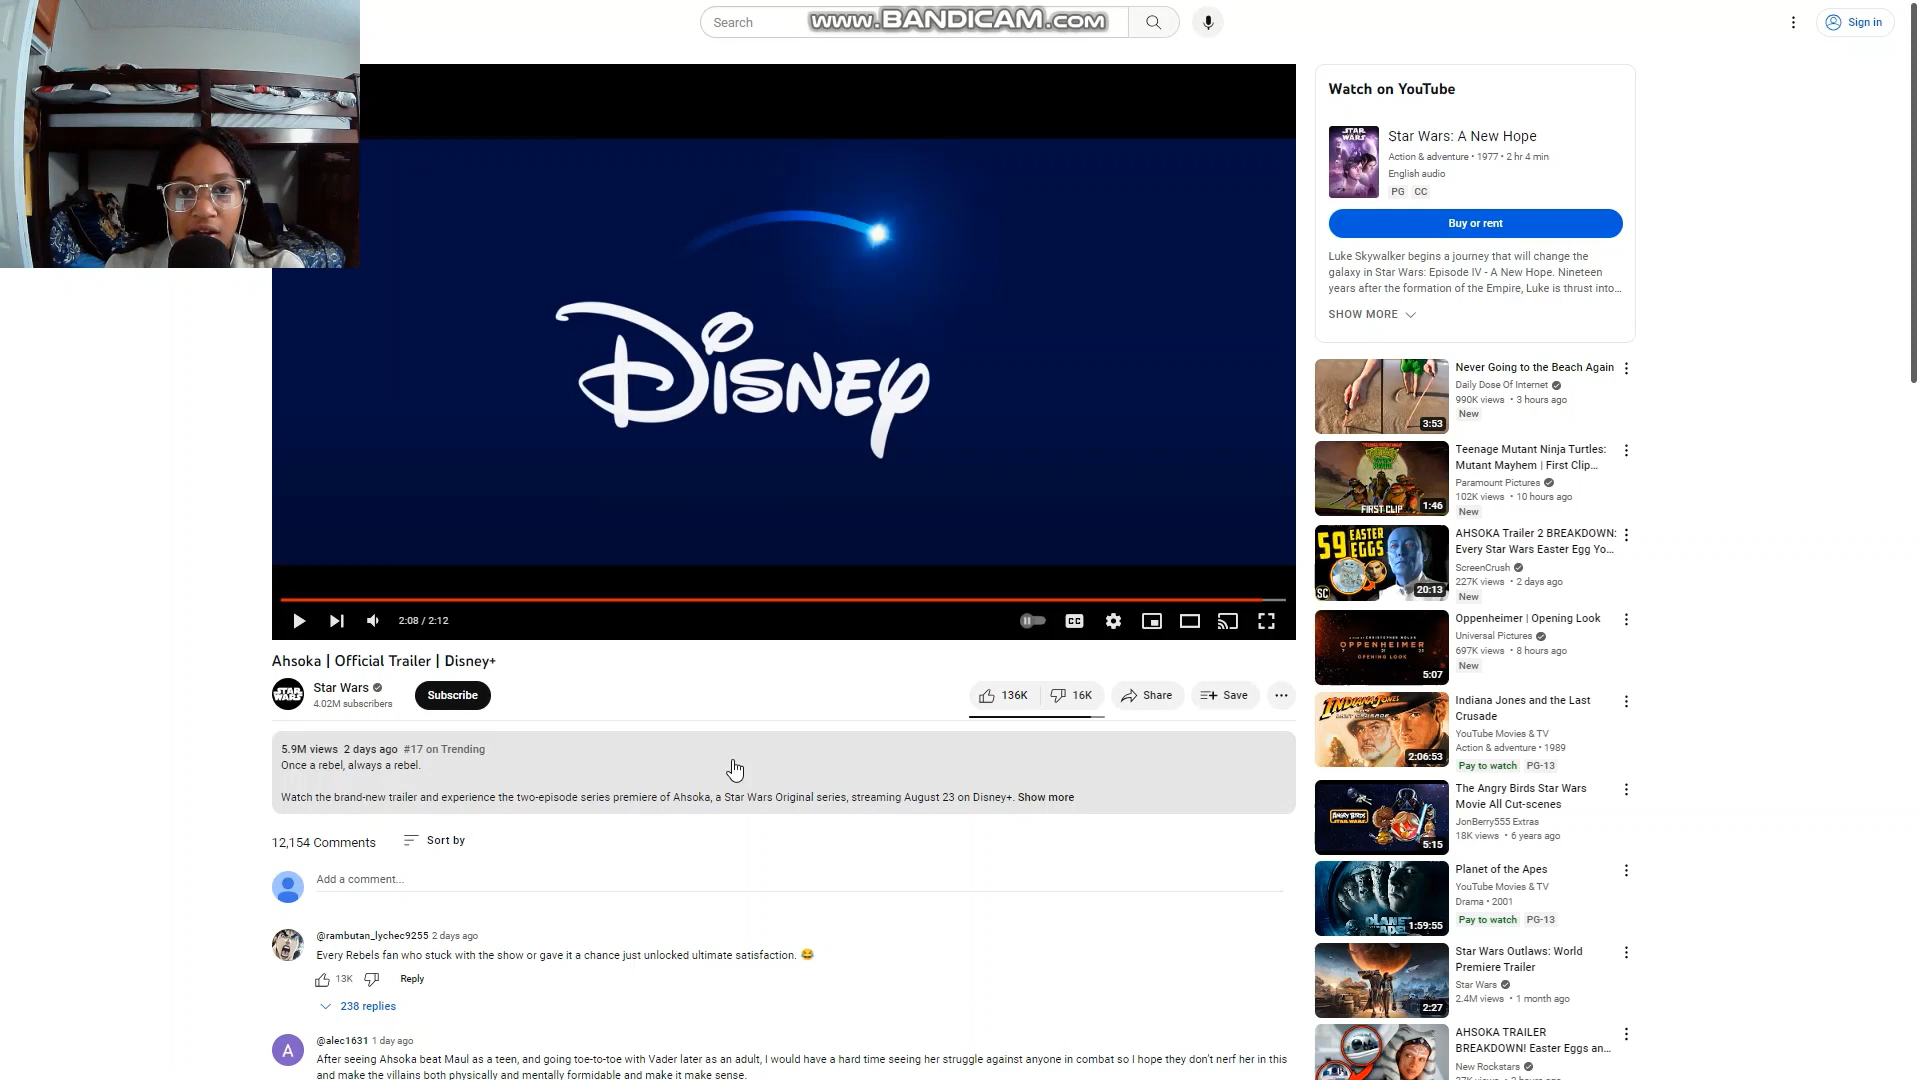 Search
WWW.BANDICAM.COM
Sign in
Disney
2:08 / 2:12
CC
Ahsoka | Official Trailer | Disney+
STAR WARS
Star Wars
4.02M subscribers
Subscribe
136K
16K
Share
Save
5.9M views 2 days ago #17 on Trending
Once a rebel, always a rebel.
Watch the brand-new trailer and experience the two-episode series premiere of Ahsoka, a Star Wars Original series, streaming August 23 on Disney+. Show more
12,154 Comments
Sort by
Add a comment...
@rambutan_lychec9255 2 days ago
Every Rebels fan who stuck with the show or gave it a chance just unlocked ultimate satisfaction. 😂
13K
Reply
238 replies
A
@alec1631 1 day ago
After seeing Ahsoka beat Maul as a teen, and going toe-to-toe with Vader later as an adult, I would have a hard time seeing her struggle against anyone in combat so I hope they don't nerf her in this
and make the villains both physically and mentally formidable and make it make sense.
Watch on YouTube
STAR WARS
Star Wars: A New Hope
Action & adventure • 1977 • 2 hr 4 min
English audio
PG CC
Buy or rent
Luke Skywalker begins a journey that will change the
galaxy in Star Wars: Episode IV - A New Hope. Nineteen
years after the formation of the Empire, Luke is thrust into...
SHOW MORE
3:53
Never Going to the Beach Again
Daily Dose Of Internet
990K views • 3 hours ago
New
FIRST CLIP
1:46
Teenage Mutant Ninja Turtles:
Mutant Mayhem | First Clip...
Paramount Pictures
102K views • 10 hours ago
New
59 EASTER EGGS
SC
20:13
AHSOKA Trailer 2 BREAKDOWN:
Every Star Wars Easter Egg Yo...
ScreenCrush
227K views • 2 days ago
New
OPPENHEIMER
OPENING LOOK
5:07
Oppenheimer | Opening Look
Universal Pictures
697K views • 8 hours ago
New
INDIANA JONES
2:06:53
Indiana Jones and the Last
Crusade
YouTube Movies & TV
Action & adventure • 1989
Pay to watch PG-13
ANGRY BIRDS
STAR WARS
5:15
The Angry Birds Star Wars
Movie All Cut-scenes
JonBerry555 Extras
18K views • 6 years ago
1:59:55
Planet of the Apes
YouTube Movies & TV
Drama • 2001
Pay to watch PG-13
2:27
Star Wars Outlaws: World
Premiere Trailer
Star Wars
2.4M views • 1 month ago
AHSOKA TRAILER
BREAKDOWN! Easter Eggs an...
New Rockstars